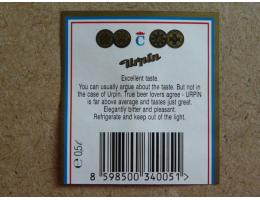 Č
Urpín
Excellent taste.
You can usually argue about the taste. But not in
the case of Urpin. True beer lovers agree - URPIN
is far above average and tastes just great.
Elegantly bitter and pleasant.
Refrigerate and keep out of the light.
℮ 0,5 l
8 598500 340051 >